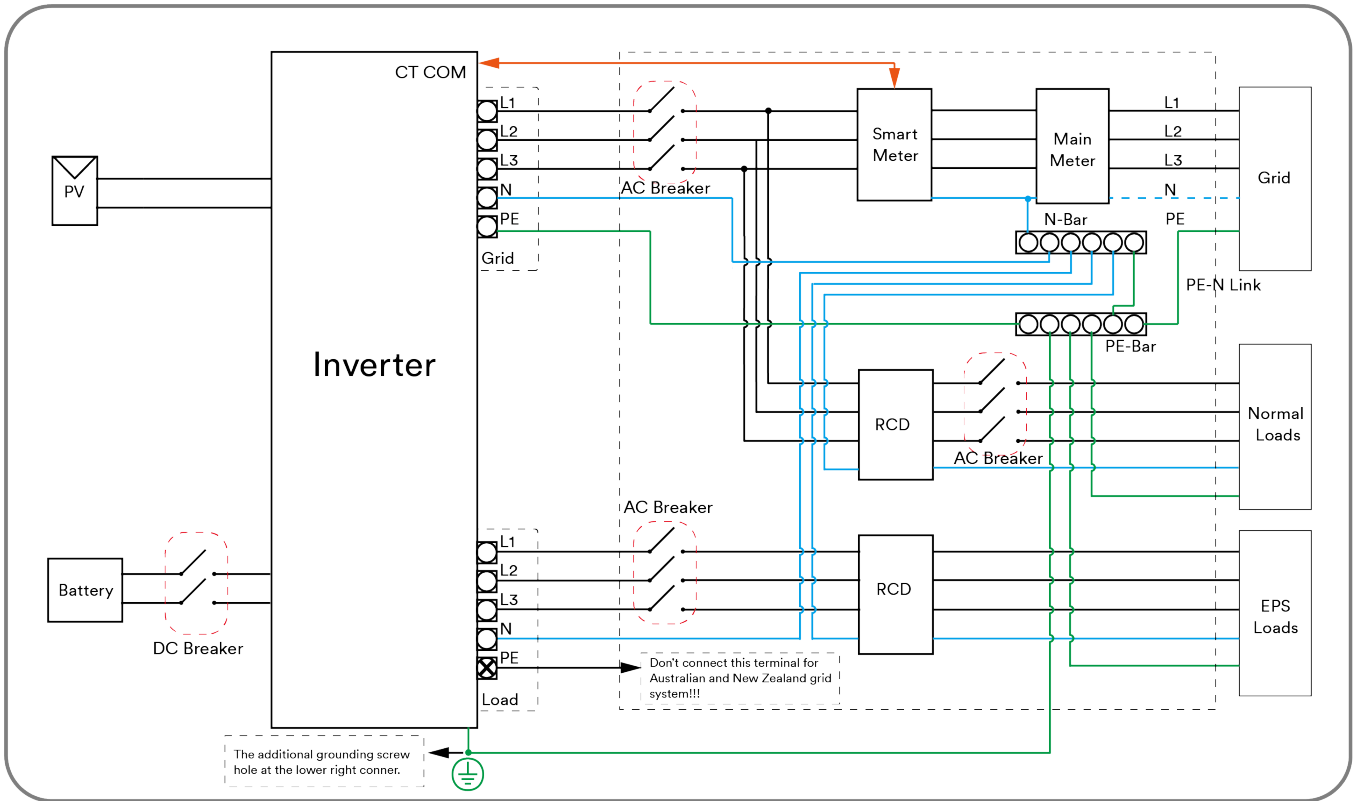 CT COM
L1
L2
L3
N
PE
Grid
AC Breaker
Smart
Meter
Main
Meter
L1
L2
L3
N
PE
Grid
N-Bar
PE-N Link
PE-Bar
PV
Inverter
RCD
AC Breaker
Normal
Loads
AC Breaker
L1
L2
L3
N
PE
Load
RCD
EPS
Loads
Battery
DC Breaker
Don't connect this terminal for
Australian and New Zealand grid
system!!!
The additional grounding screw
hole at the lower right conner.